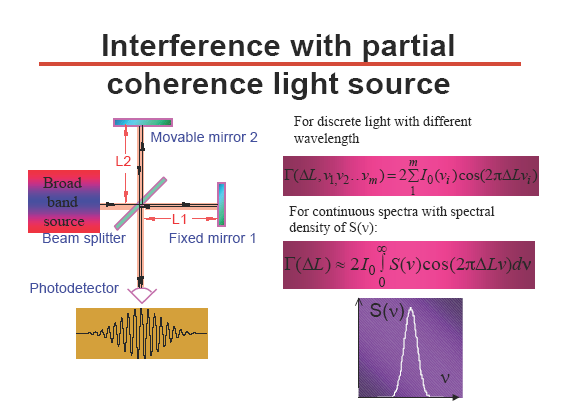 Interference with partial
coherence light source
Movable mirror 2
L2
Broad
band
source
L1
Beam splitter
Fixed mirror 1
Photodetector
For discrete light with different
wavelength
Γ(ΔL,ν₁,ν₂..νₘ)=2∑₁ᵐI₀(νᵢ)cos(2πΔLνᵢ)
For continuous spectra with spectral
density of S(ν):
Γ(ΔL) ≈ 2I₀∫₀^∞ S(ν)cos(2πΔLν)dν
S(ν)
ν